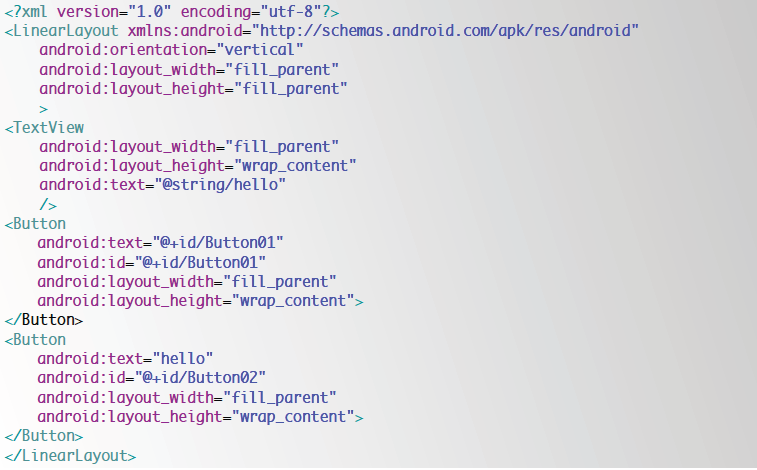 <?xml version="1.0" encoding="utf-8"?>
<LinearLayout xmlns:android="http://schemas.android.com/apk/res/android"
    android:orientation="vertical"
    android:layout_width="fill_parent"
    android:layout_height="fill_parent"
    >
<TextView
    android:layout_width="fill_parent"
    android:layout_height="wrap_content"
    android:text="@string/hello"
    />
<Button
    android:text="@+id/Button01"
    android:id="@+id/Button01"
    android:layout_width="fill_parent"
    android:layout_height="wrap_content">
</Button>
<Button
    android:text="hello"
    android:id="@+id/Button02"
    android:layout_width="fill_parent"
    android:layout_height="wrap_content">
</Button>
</LinearLayout>